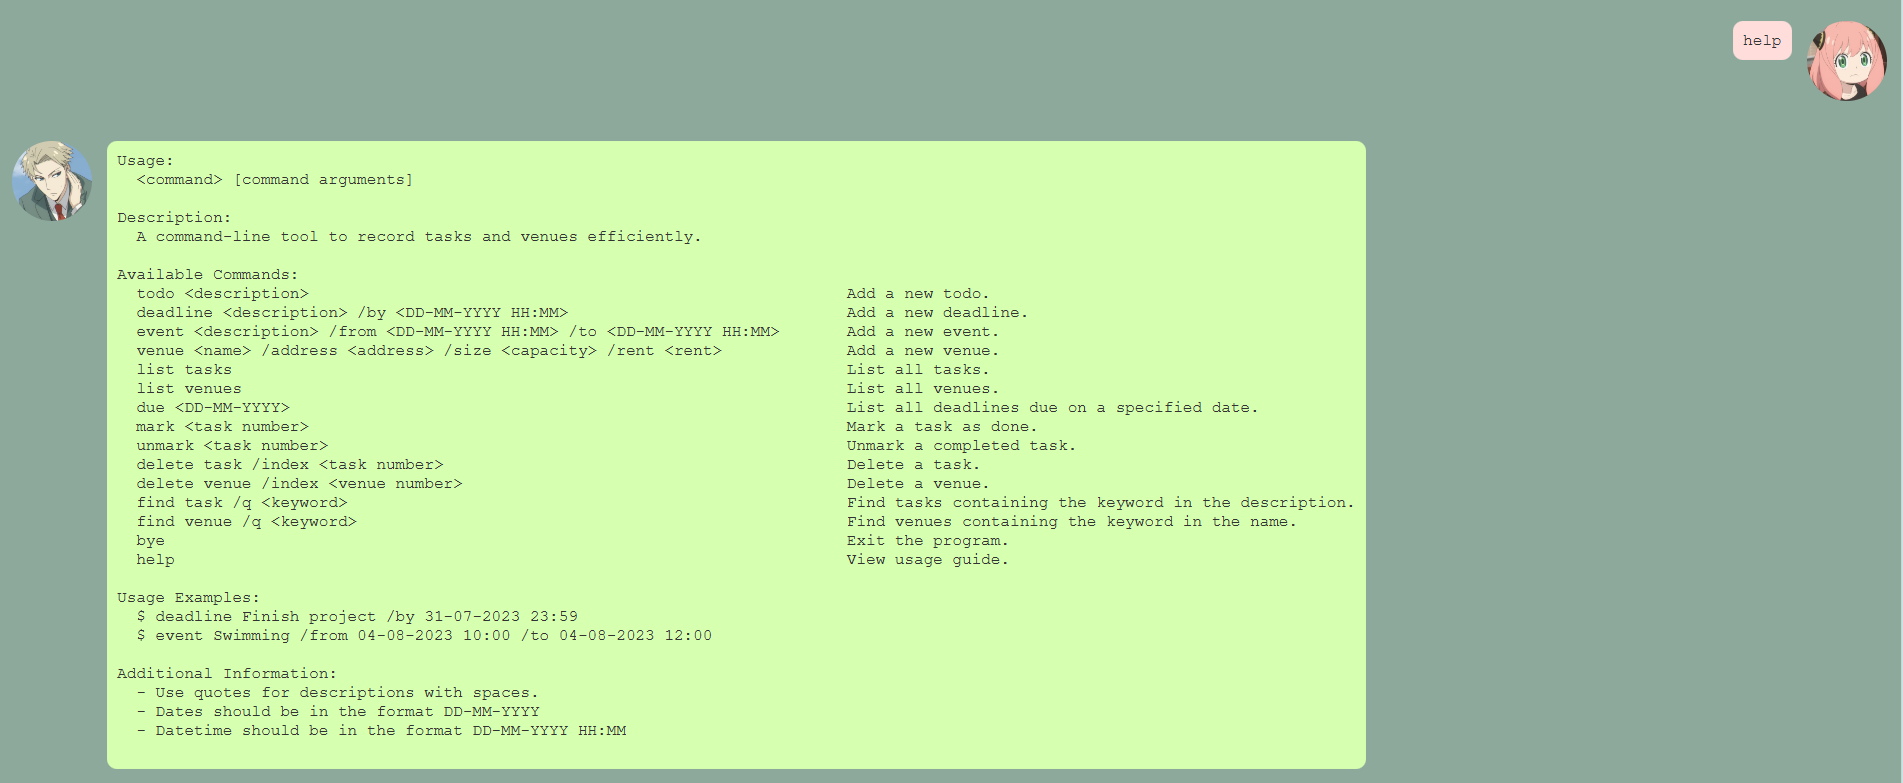 help
Usage:
<command> [command arguments]
Description:
A command-line tool to record tasks and venues efficiently.
Available Commands:
todo <description> Add a new todo.
deadline <description> /by <DD-MM-YYYY HH:MM> Add a new deadline.
event <description> /from <DD-MM-YYYY HH:MM> /to <DD-MM-YYYY HH:MM> Add a new event.
venue <name> /address <address> /size <capacity> /rent <rent> Add a new venue.
list tasks List all tasks.
list venues List all venues.
due <DD-MM-YYYY> List all deadlines due on a specified date.
mark <task number> Mark a task as done.
unmark <task number> Unmark a completed task.
delete task /index <task number> Delete a task.
delete venue /index <venue number> Delete a venue.
find task /q <keyword> Find tasks containing the keyword in the description.
find venue /q <keyword> Find venues containing the keyword in the name.
bye Exit the program.
help View usage guide.
Usage Examples:
$ deadline Finish project /by 31-07-2023 23:59
$ event Swimming /from 04-08-2023 10:00 /to 04-08-2023 12:00
Additional Information:
- Use quotes for descriptions with spaces.
- Dates should be in the format DD-MM-YYYY
- Datetime should be in the format DD-MM-YYYY HH:MM